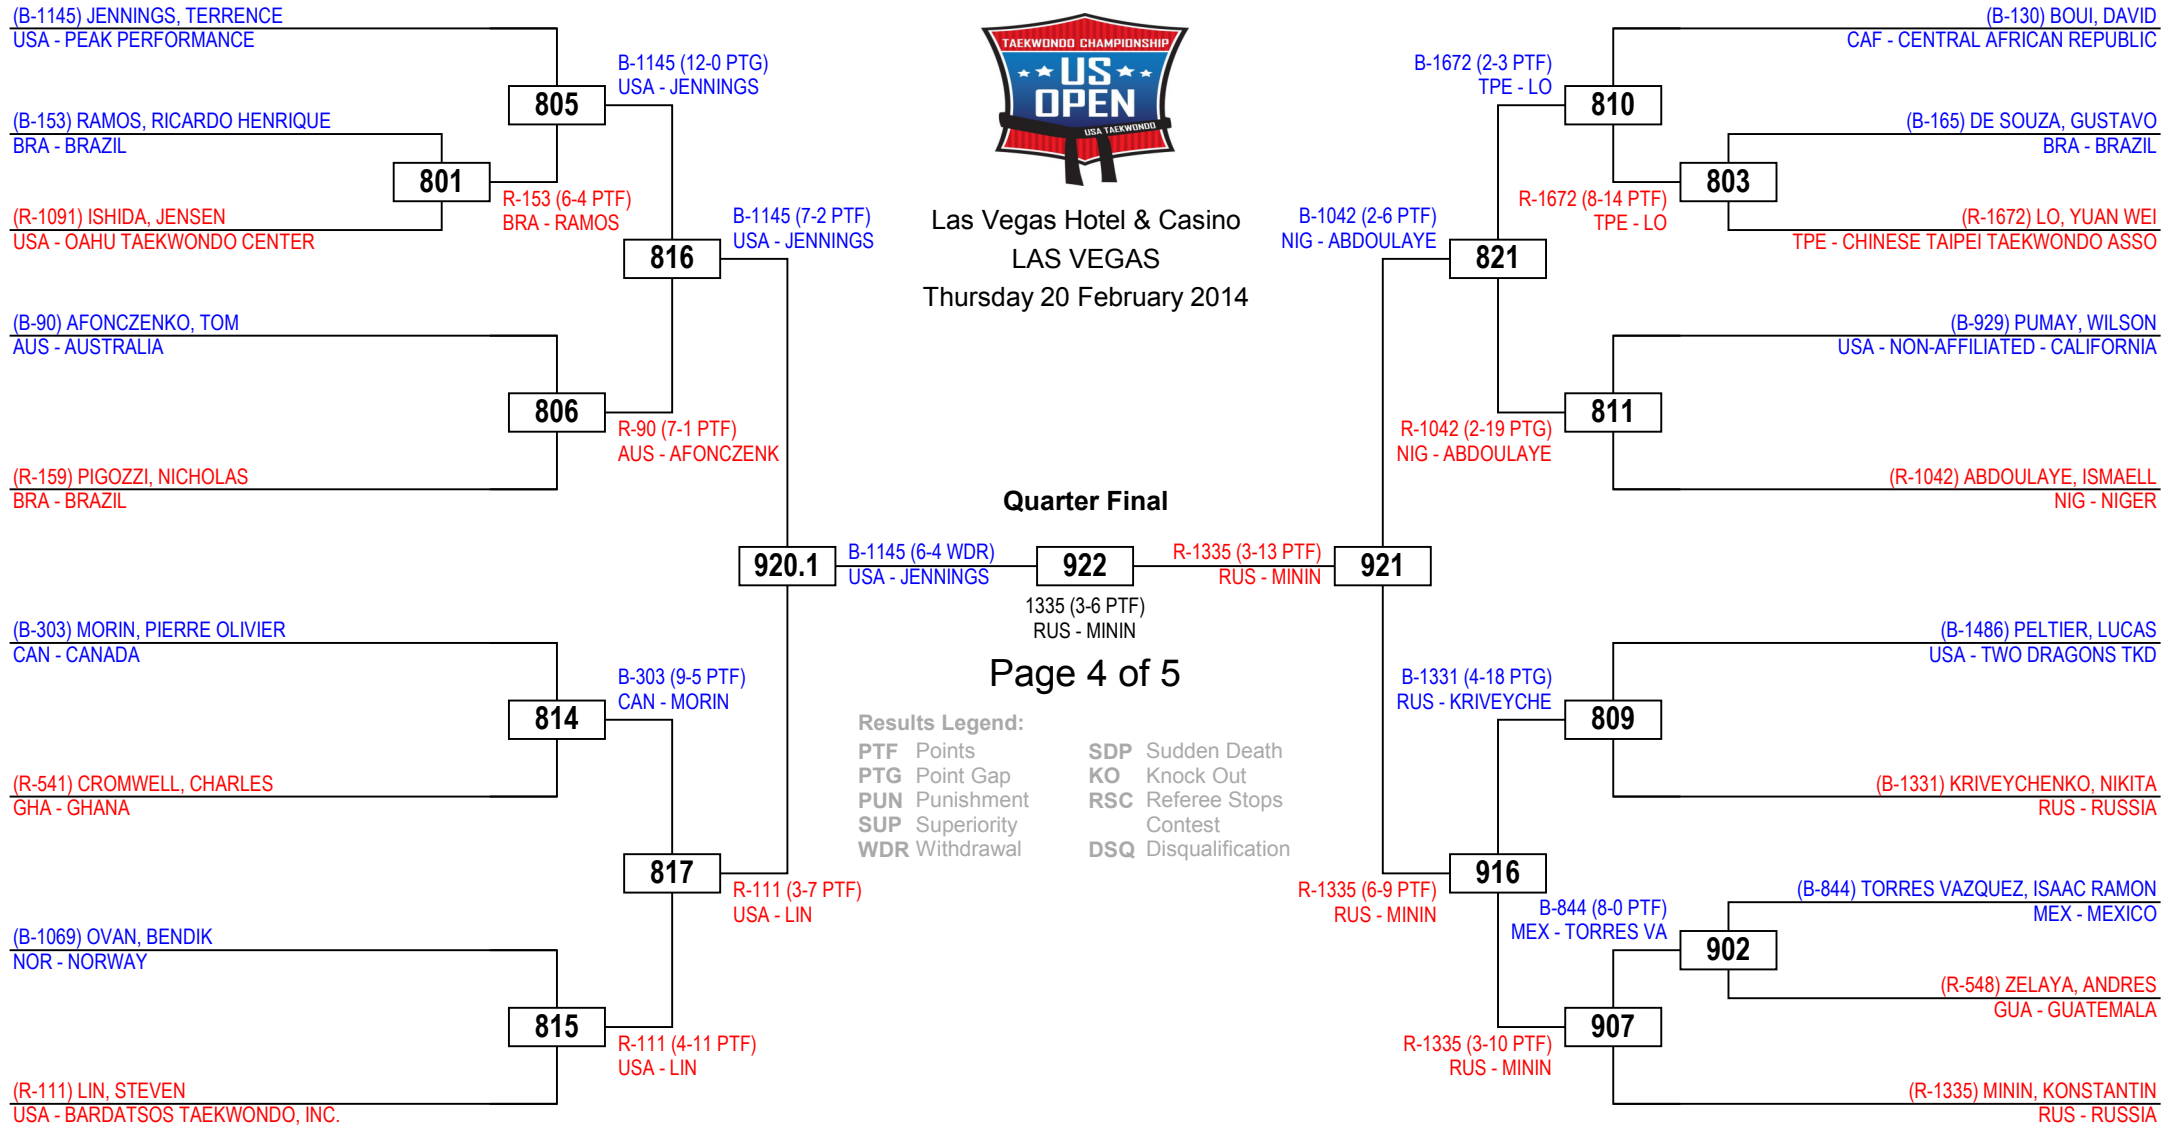 (B-1145) JENNINGS, TERRENCE
USA - PEAK PERFORMANCE
(B-153) RAMOS, RICARDO HENRIQUE
BRA - BRAZIL
(R-1091) ISHIDA, JENSEN
USA - OAHU TAEKWONDO CENTER
(B-90) AFONCZENKO, TOM
AUS - AUSTRALIA
(R-159) PIGOZZI, NICHOLAS
BRA - BRAZIL
(B-303) MORIN, PIERRE OLIVIER
CAN - CANADA
(R-541) CROMWELL, CHARLES
GHA - GHANA
(B-1069) OVAN, BENDIK
NOR - NORWAY
(R-111) LIN, STEVEN
USA - BARDATSOS TAEKWONDO, INC.
801
R-153 (6-4 PTF)
BRA - RAMOS
805
B-1145 (12-0 PTG)
USA - JENNINGS
806
R-90 (7-1 PTF)
AUS - AFONCZENK
814
B-303 (9-5 PTF)
CAN - MORIN
815
R-111 (4-11 PTF)
USA - LIN
816
B-1145 (7-2 PTF)
USA - JENNINGS
817
R-111 (3-7 PTF)
USA - LIN
920.1
B-1145 (6-4 WDR)
USA - JENNINGS
TAEKWONDO CHAMPIONSHIP
US
OPEN
USA TAEKWONDO
Las Vegas Hotel & Casino
LAS VEGAS
Thursday 20 February 2014
Quarter Final
922
1335 (3-6 PTF)
RUS - MININ
Page 4 of 5
Results Legend:
PTF Points
PTG Point Gap
PUN Punishment
SUP Superiority
WDR Withdrawal
SDP Sudden Death
KO Knock Out
RSC Referee Stops
Contest
DSQ Disqualification
R-1335 (3-13 PTF)
RUS - MININ
921
B-1042 (2-6 PTF)
NIG - ABDOULAYE
821
R-1335 (6-9 PTF)
RUS - MININ
916
B-1672 (2-3 PTF)
TPE - LO
810
R-1042 (2-19 PTG)
NIG - ABDOULAYE
811
B-1331 (4-18 PTG)
RUS - KRIVEYCHE
809
R-1335 (3-10 PTF)
RUS - MININ
907
R-1672 (8-14 PTF)
TPE - LO
803
B-844 (8-0 PTF)
MEX - TORRES VA
902
(B-130) BOUI, DAVID
CAF - CENTRAL AFRICAN REPUBLIC
(B-165) DE SOUZA, GUSTAVO
BRA - BRAZIL
(R-1672) LO, YUAN WEI
TPE - CHINESE TAIPEI TAEKWONDO ASSO
(B-929) PUMAY, WILSON
USA - NON-AFFILIATED - CALIFORNIA
(R-1042) ABDOULAYE, ISMAELL
NIG - NIGER
(B-1486) PELTIER, LUCAS
USA - TWO DRAGONS TKD
(B-1331) KRIVEYCHENKO, NIKITA
RUS - RUSSIA
(B-844) TORRES VAZQUEZ, ISAAC RAMON
MEX - MEXICO
(R-548) ZELAYA, ANDRES
GUA - GUATEMALA
(R-1335) MININ, KONSTANTIN
RUS - RUSSIA